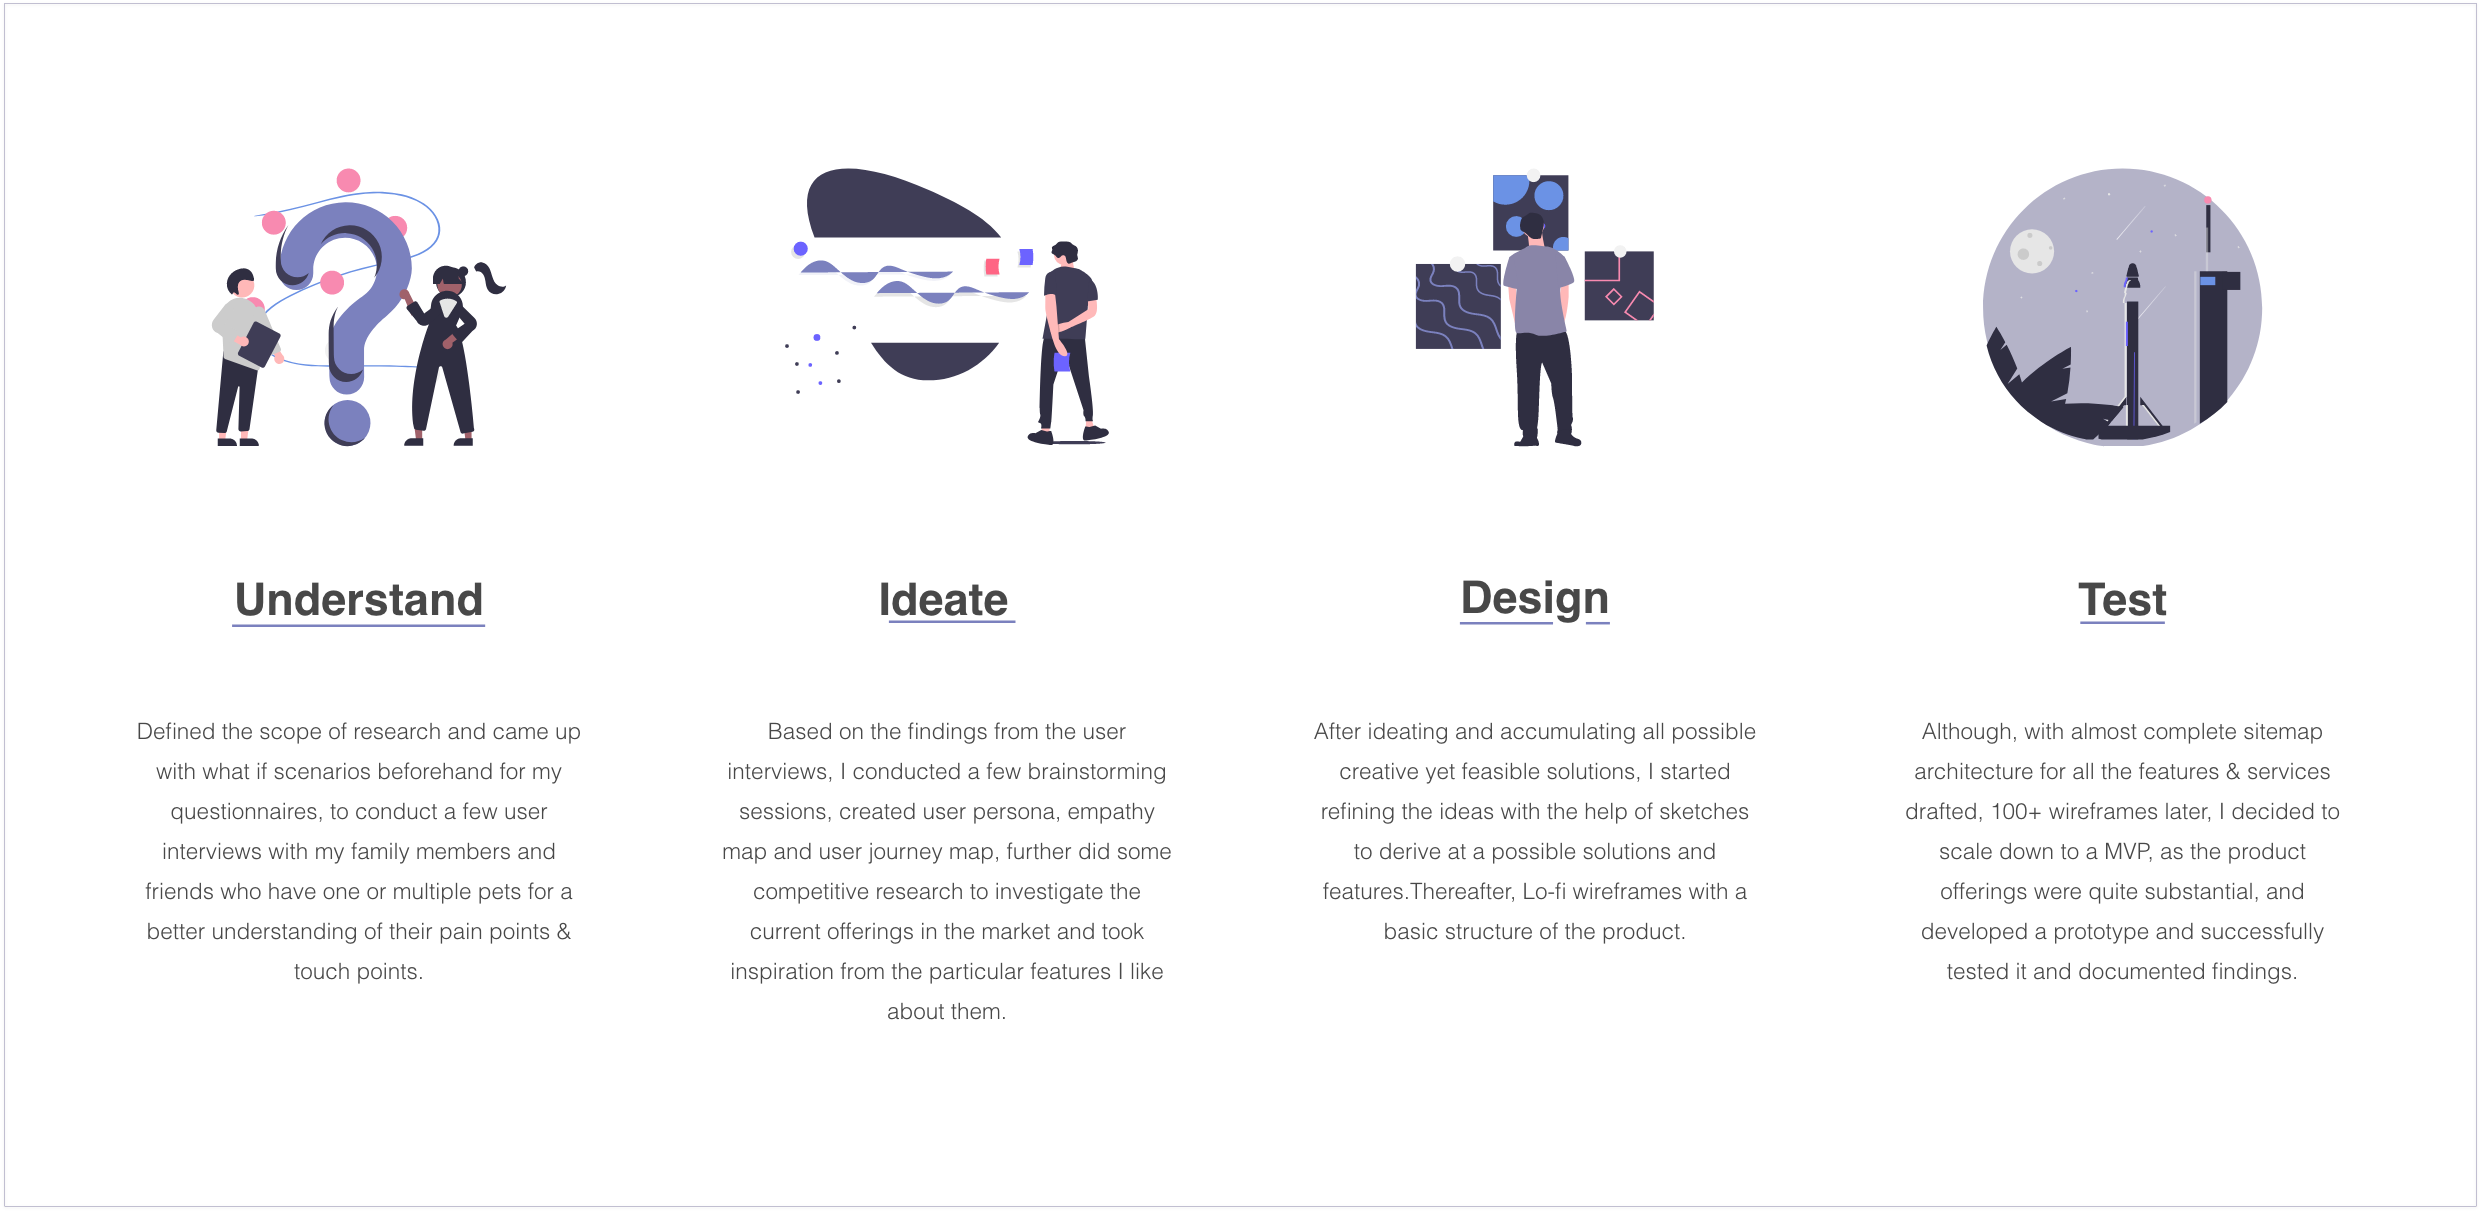 Understand
Defined the scope of research and came up
with what if scenarios beforehand for my
questionnaires, to conduct a few user
interviews with my family members and
friends who have one or multiple pets for a
better understanding of their pain points &
touch points.
Ideate
Based on the findings from the user
interviews, I conducted a few brainstorming
sessions, created user persona, empathy
map and user journey map, further did some
competitive research to investigate the
current offerings in the market and took
inspiration from the particular features I like
about them.
Design
After ideating and accumulating all possible
creative yet feasible solutions, I started
refining the ideas with the help of sketches
to derive at a possible solutions and
features.Thereafter, Lo-fi wireframes with a
basic structure of the product.
Test
Although, with almost complete sitemap
architecture for all the features & services
drafted, 100+ wireframes later, I decided to
scale down to a MVP, as the product
offerings were quite substantial, and
developed a prototype and successfully
tested it and documented findings.